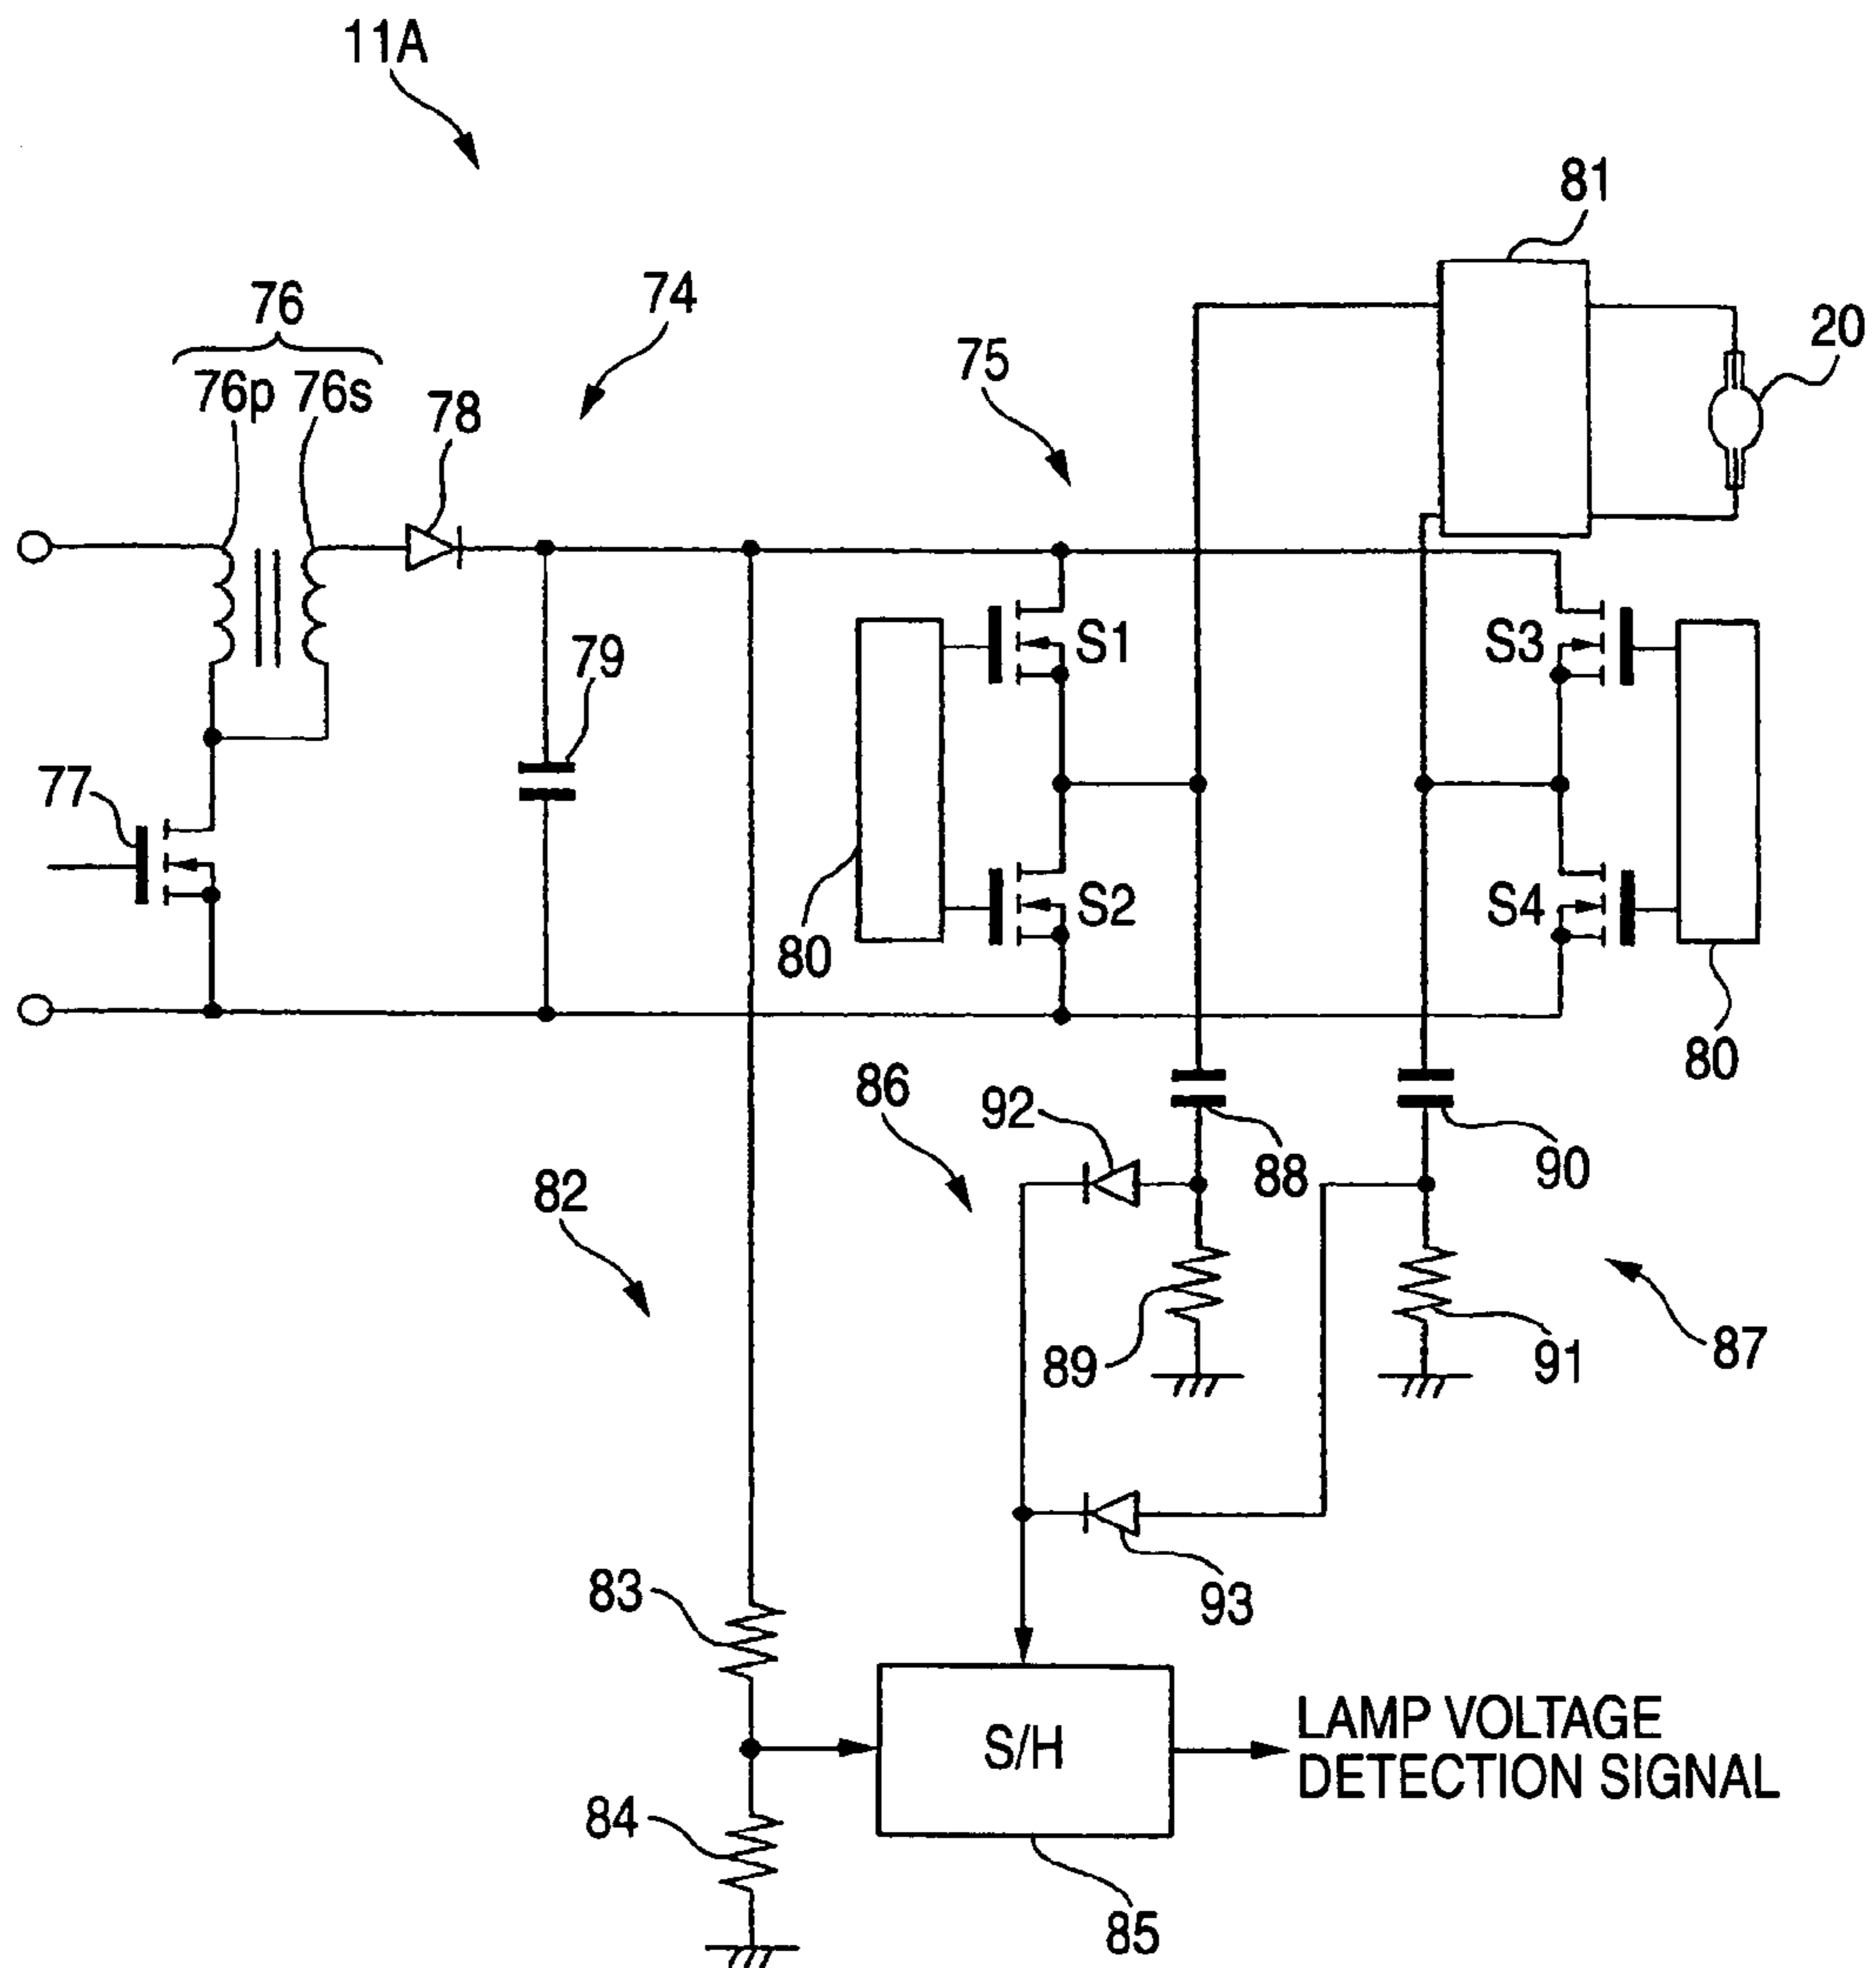 11A
81
76
74
20
75
76p 76s
78
S1
S3
79
77
S2
S4
80
80
86
92
88
90
82
89
91
87
83
93
S/H
LAMP VOLTAGE
DETECTION SIGNAL
84
85